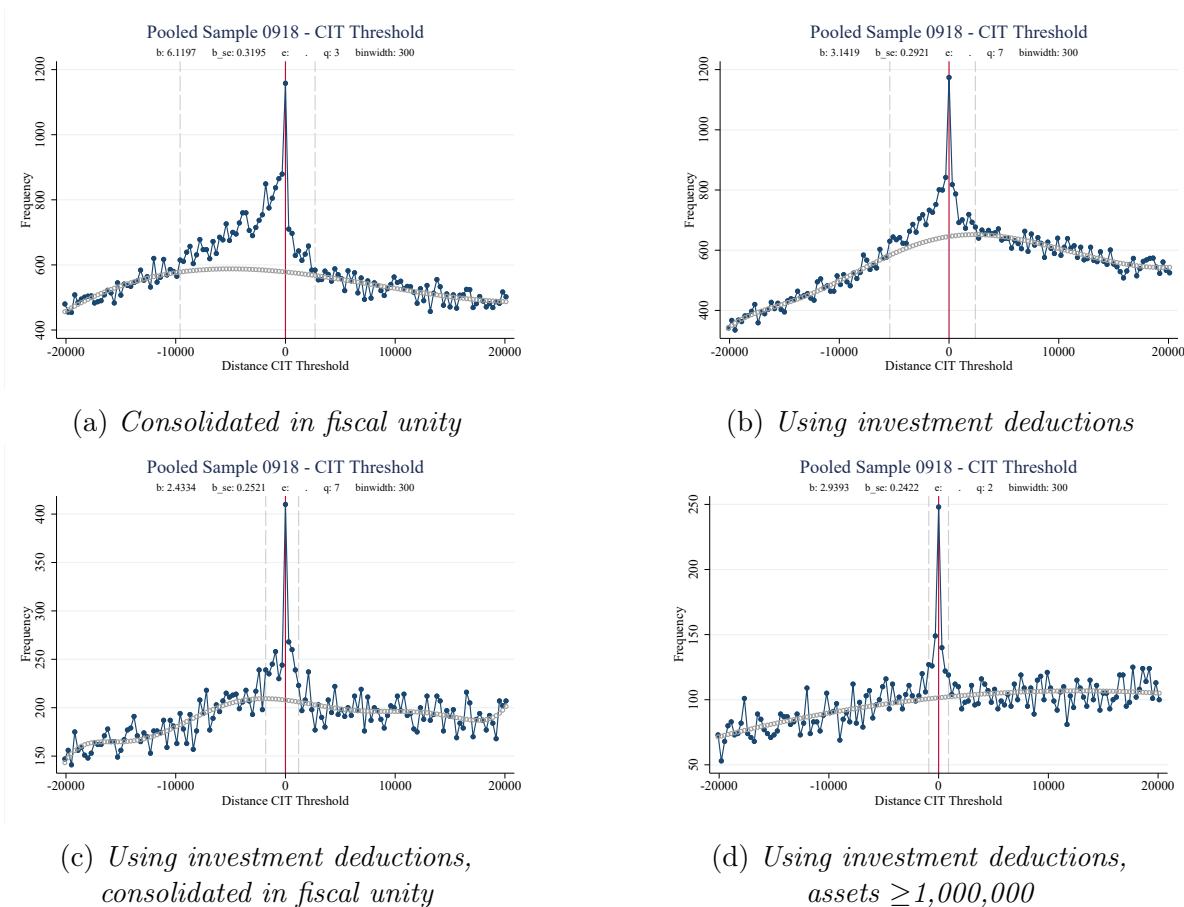 Pooled Sample 0918 - CIT Threshold
b: 6.1197 b_se: 0.3195 e: . q: 3 binwidth: 300
Frequency
1200
1000
800
600
400
-20000 -10000 0 10000 20000
Distance CIT Threshold
(a) Consolidated in fiscal unity
Pooled Sample 0918 - CIT Threshold
b: 3.1419 b_se: 0.2921 e: . q: 7 binwidth: 300
Frequency
1200
1000
800
600
400
-20000 -10000 0 10000 20000
Distance CIT Threshold
(b) Using investment deductions
Pooled Sample 0918 - CIT Threshold
b: 2.4334 b_se: 0.2521 e: . q: 7 binwidth: 300
Frequency
400
350
300
250
200
150
-20000 -10000 0 10000 20000
Distance CIT Threshold
(c) Using investment deductions,
consolidated in fiscal unity
Pooled Sample 0918 - CIT Threshold
b: 2.9393 b_se: 0.2422 e: . q: 2 binwidth: 300
Frequency
250
200
150
100
50
-20000 -10000 0 10000 20000
Distance CIT Threshold
(d) Using investment deductions,
assets ≥1,000,000